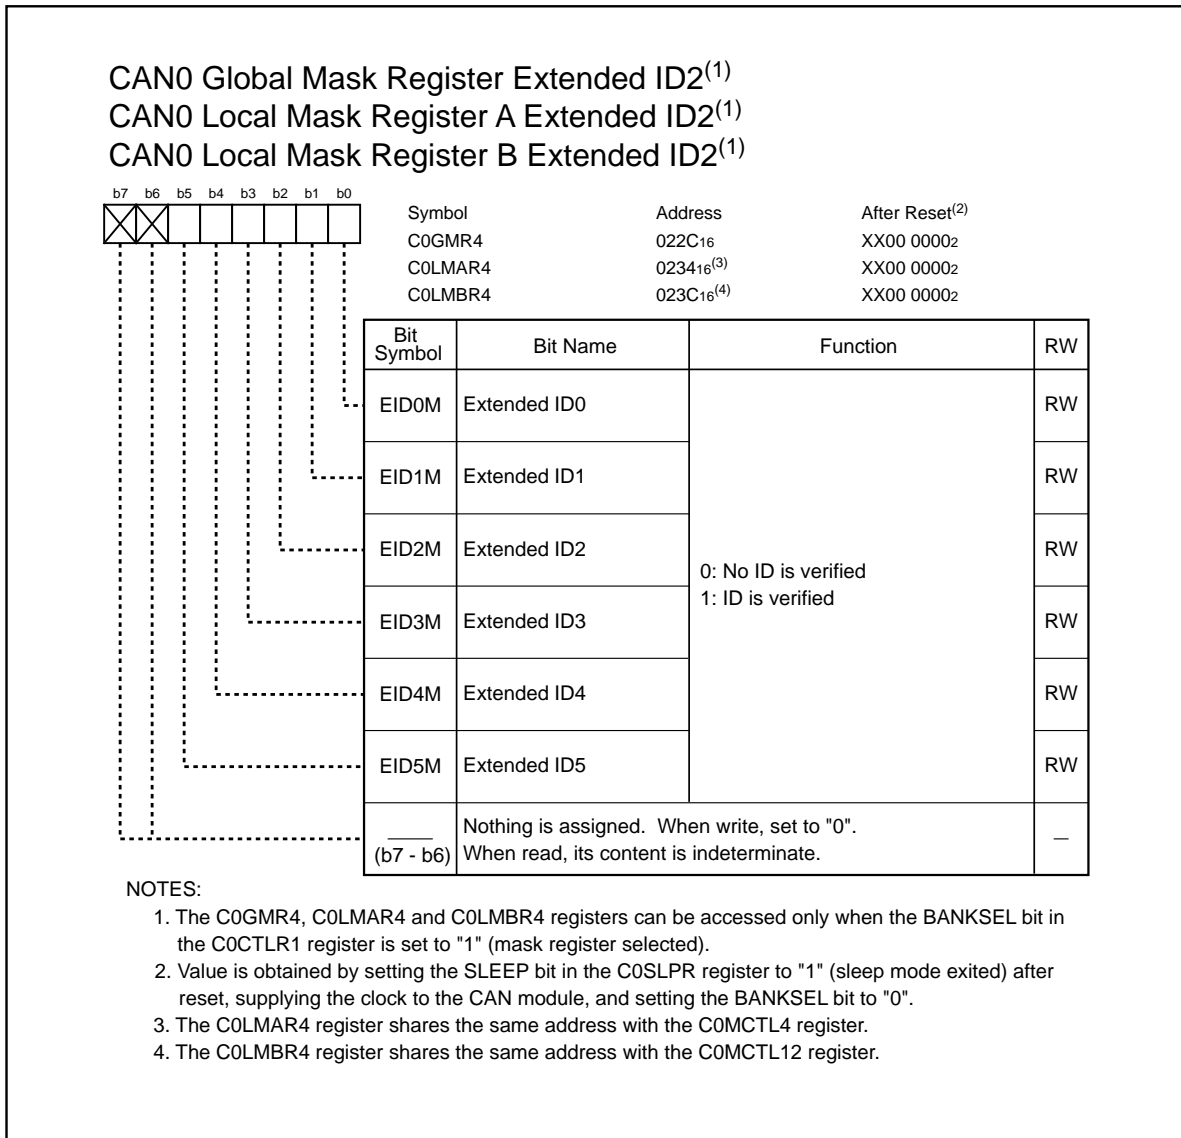 CAN0 Global Mask Register Extended ID2(1)
CAN0 Local Mask Register A Extended ID2(1)
CAN0 Local Mask Register B Extended ID2(1)
b7 b6 b5 b4 b3 b2 b1 b0
Symbol Address After Reset(2)
C0GMR4 022C16 XX00 00002
C0LMAR4 023416(3) XX00 00002
C0LMBR4 023C16(4) XX00 00002
Bit Symbol Bit Name Function RW
EID0M Extended ID0 RW
EID1M Extended ID1 RW
EID2M Extended ID2 RW
0: No ID is verified
1: ID is verified
EID3M Extended ID3 RW
EID4M Extended ID4 RW
EID5M Extended ID5 RW
(b7 - b6) Nothing is assigned. When write, set to "0".
When read, its content is indeterminate. —
NOTES:
1. The C0GMR4, C0LMAR4 and C0LMBR4 registers can be accessed only when the BANKSEL bit in
the C0CTLR1 register is set to "1" (mask register selected).
2. Value is obtained by setting the SLEEP bit in the C0SLPR register to "1" (sleep mode exited) after
reset, supplying the clock to the CAN module, and setting the BANKSEL bit to "0".
3. The C0LMAR4 register shares the same address with the C0MCTL4 register.
4. The C0LMBR4 register shares the same address with the C0MCTL12 register.